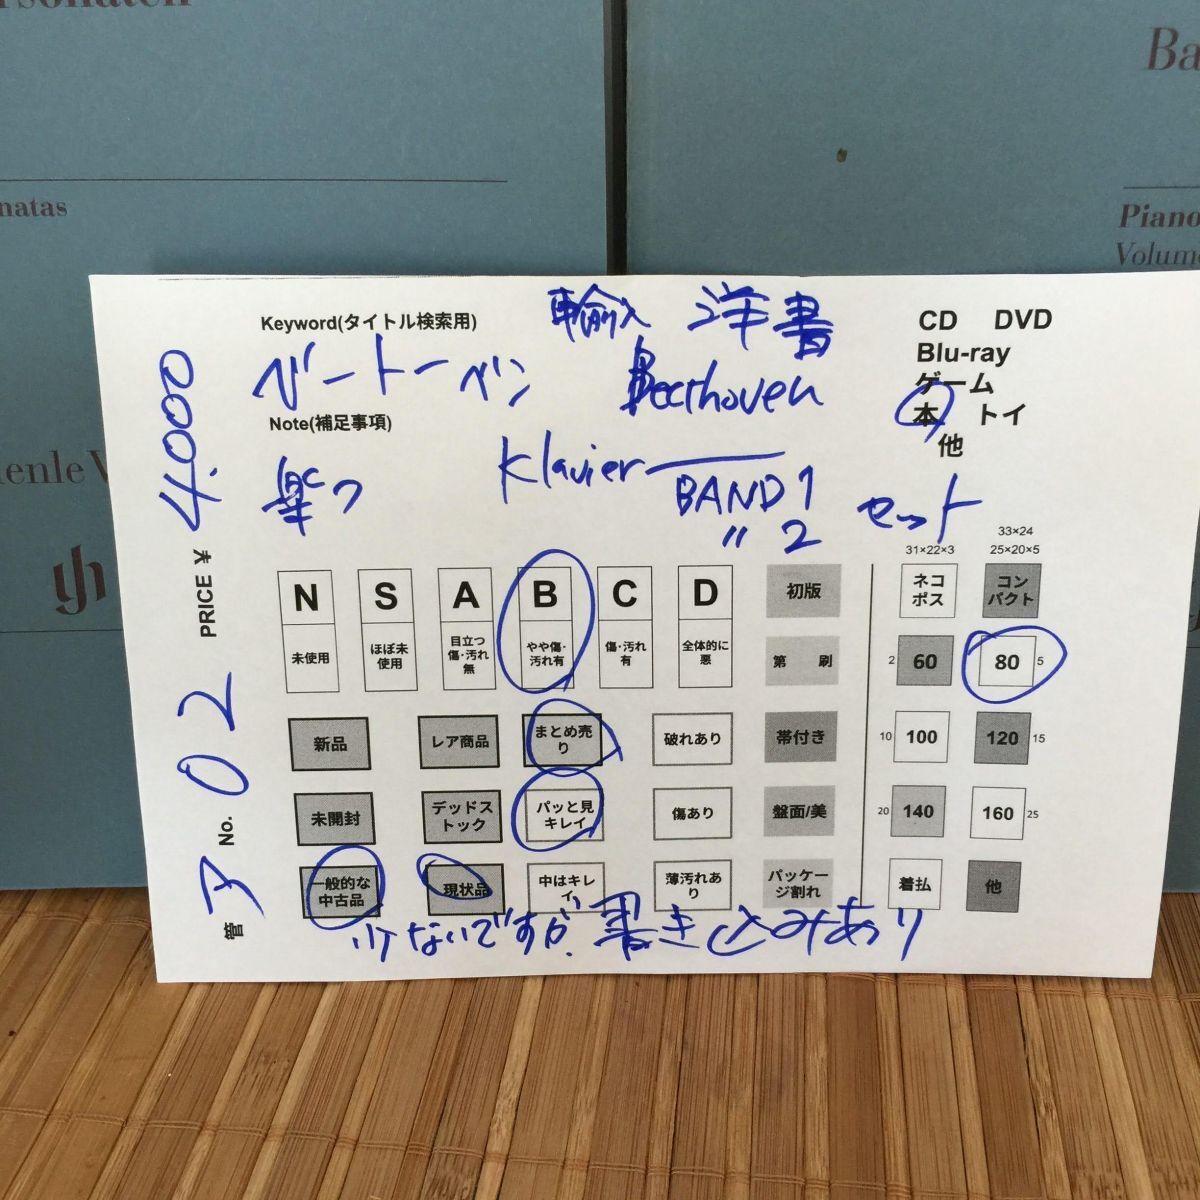 natas
Ba
Piano
Volume
enle V
Keyword(タイトル検索用)
輸入 洋書
ベートーベン Beethoven
Note(補足事項)
Klavier
BAND 1
〃 2 セット
CD DVD
Blu-ray
ゲーム
本 トイ
他
PRICE ¥ 4.000
管 No. ア 02
N 未使用
S ほぼ未使用
A 目立つ傷・汚れ無
B やや傷・汚れ有
C 傷・汚れ有
D 全体的に悪
初版
第 刷
新品
レア商品
まとめ売り
破れあり
帯付き
未開封
デッドストック
パッと見キレイ
傷あり
盤面/美
一般的な中古品
現状品
中はキレイ
薄汚れあり
パッケージ割れ
少ないですが書き込みあり
31×22×3
33×24
25×20×5
ネコポス
コンパクト
2 60
80 5
10 100
120 15
20 140
160 25
着払
他